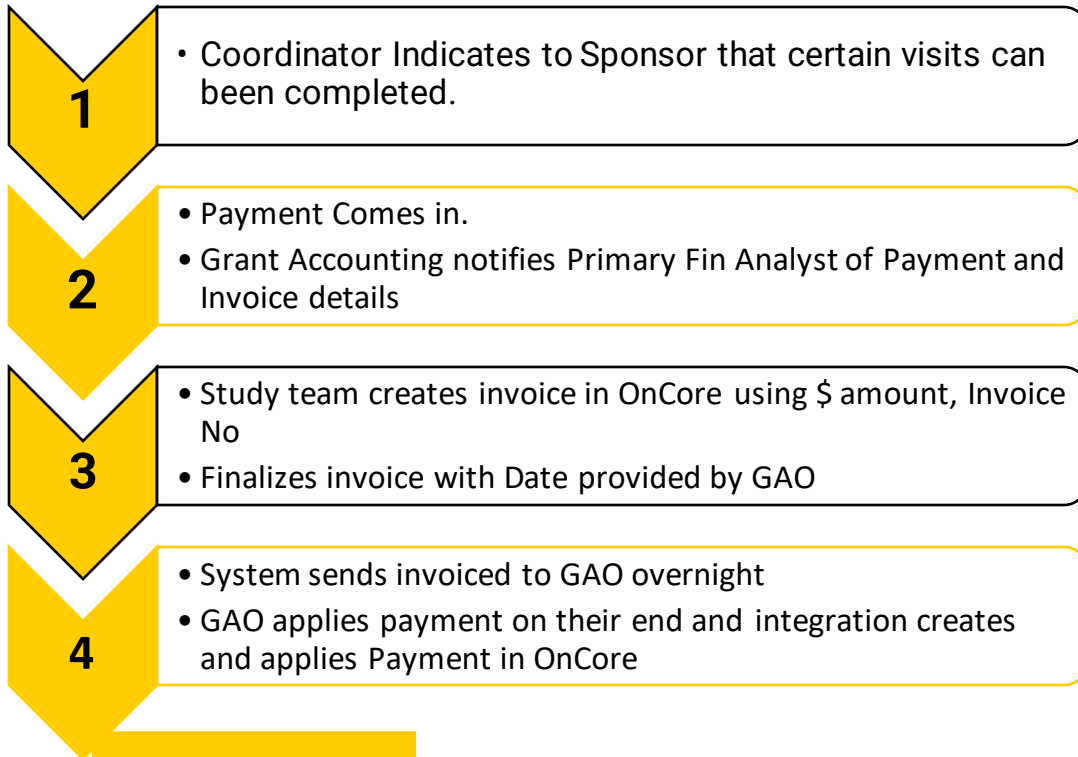 1
• Coordinator Indicates to Sponsor that certain visits can
been completed.
2
• Payment Comes in.
• Grant Accounting notifies Primary Fin Analyst of Payment and
Invoice details
3
• Study team creates invoice in OnCore using $ amount, Invoice
No
• Finalizes invoice with Date provided by GAO
4
• System sends invoiced to GAO overnight
• GAO applies payment on their end and integration creates
and applies Payment in OnCore